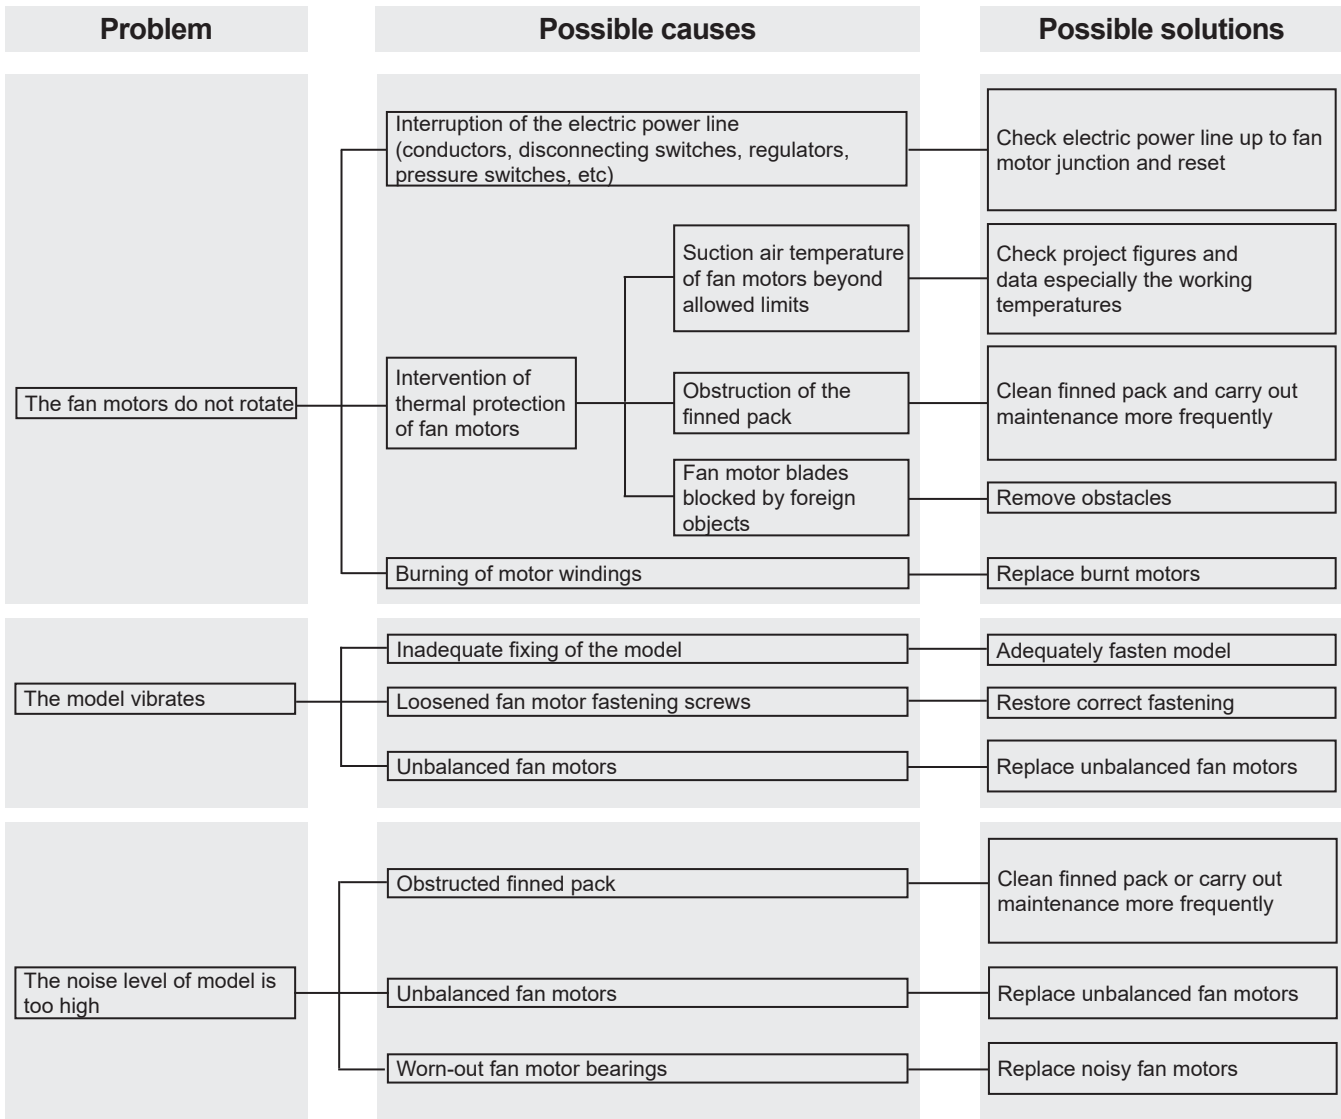 Problem
Possible causes
Possible solutions
The fan motors do not rotate
Interruption of the electric power line
(conductors, disconnecting switches, regulators,
pressure switches, etc)
Check electric power line up to fan
motor junction and reset
Intervention of
thermal protection
of fan motors
Suction air temperature
of fan motors beyond
allowed limits
Check project figures and
data especially the working
temperatures
Obstruction of the
finned pack
Clean finned pack and carry out
maintenance more frequently
Fan motor blades
blocked by foreign
objects
Remove obstacles
Burning of motor windings
Replace burnt motors
The model vibrates
Inadequate fixing of the model
Adequately fasten model
Loosened fan motor fastening screws
Restore correct fastening
Unbalanced fan motors
Replace unbalanced fan motors
The noise level of model is
too high
Obstructed finned pack
Clean finned pack or carry out
maintenance more frequently
Unbalanced fan motors
Replace unbalanced fan motors
Worn-out fan motor bearings
Replace noisy fan motors